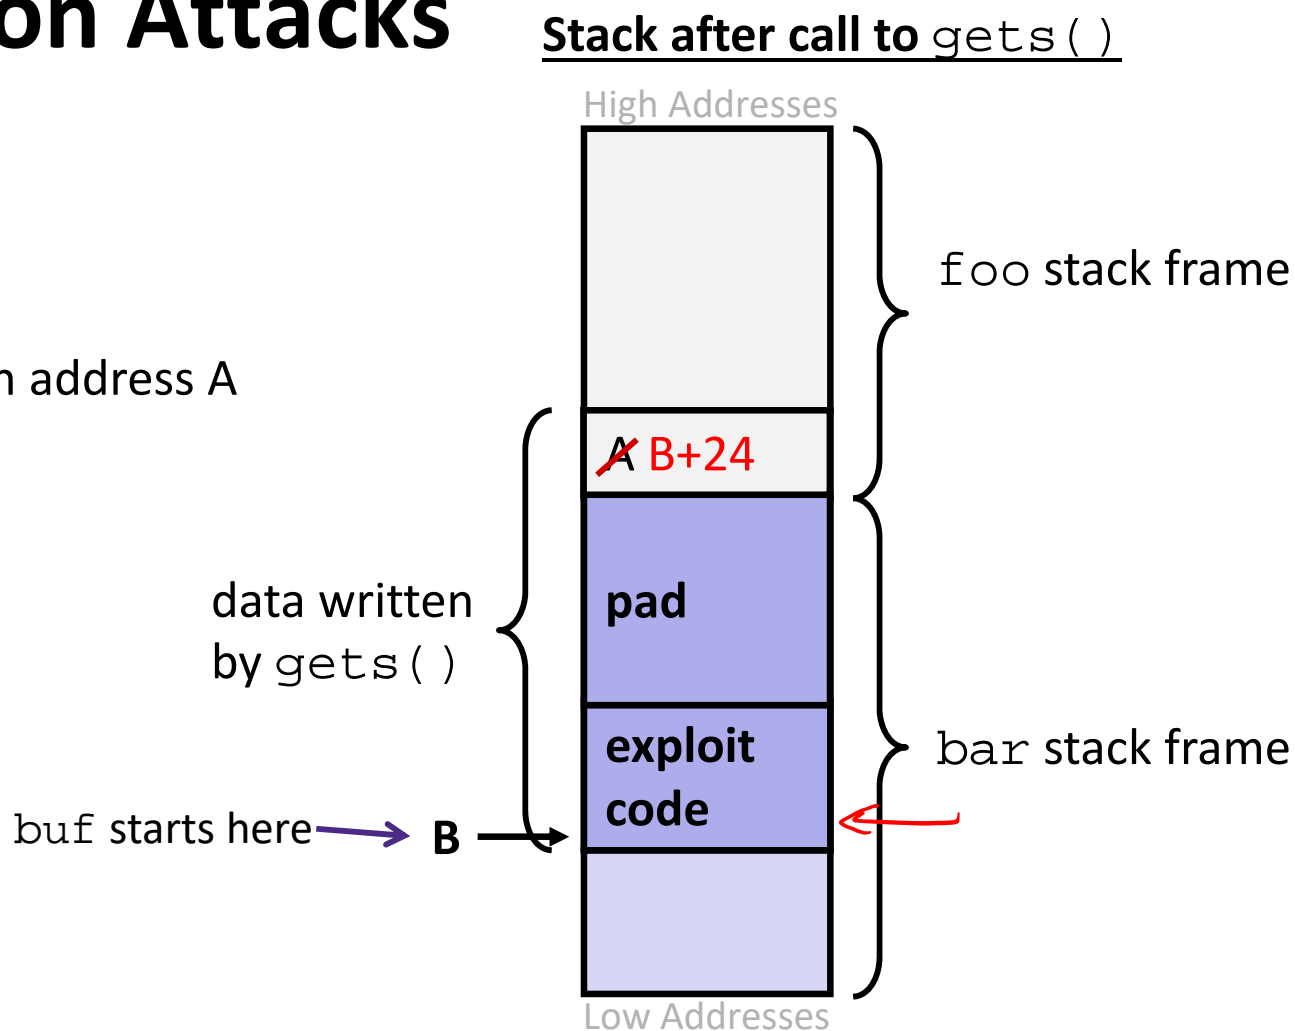 on Attacks
Stack after call to gets()
High Addresses
foo stack frame
n address A
A B+24
data written
by gets()
pad
exploit
code
bar stack frame
buf starts here
B
Low Addresses